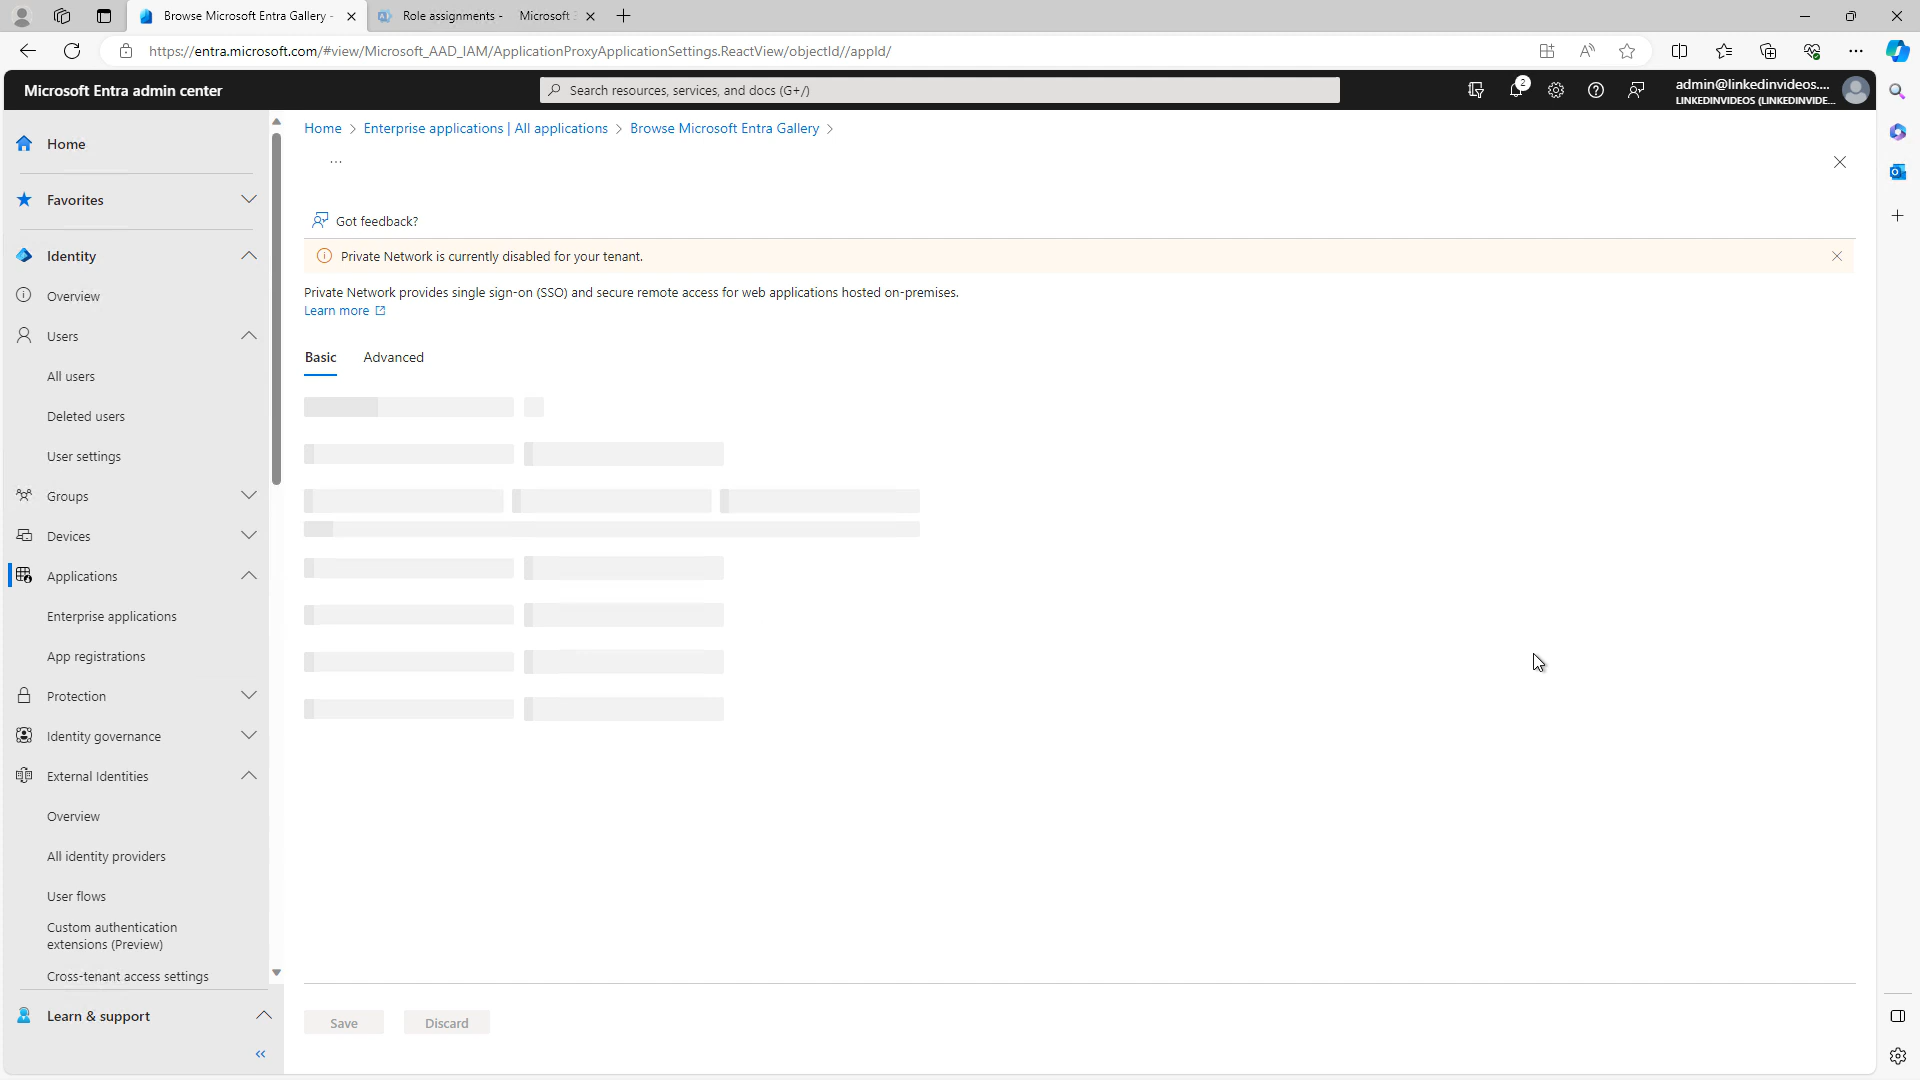 Browse Microsoft Entra Gallery -
Role assignments -
Microsoft
https://entra.microsoft.com/#view/Microsoft_AAD_IAM/ApplicationProxyApplicationSettings.ReactView/objectId//appId/
Microsoft Entra admin center
Search resources, services, and docs (G+/)
2
admin@linkedinvideos....
LINKEDINVIDEOS (LINKEDINVIDE...
Home
Favorites
Identity
Overview
Users
All users
Deleted users
User settings
Groups
Devices
Applications
Enterprise applications
App registrations
Protection
Identity governance
External Identities
Overview
All identity providers
User flows
Custom authentication
extensions (Preview)
Cross-tenant access settings
Learn & support
Home > Enterprise applications | All applications > Browse Microsoft Entra Gallery >
...
Got feedback?
Private Network is currently disabled for your tenant.
Private Network provides single sign-on (SSO) and secure remote access for web applications hosted on-premises.
Learn more
Basic
Advanced
Save
Discard